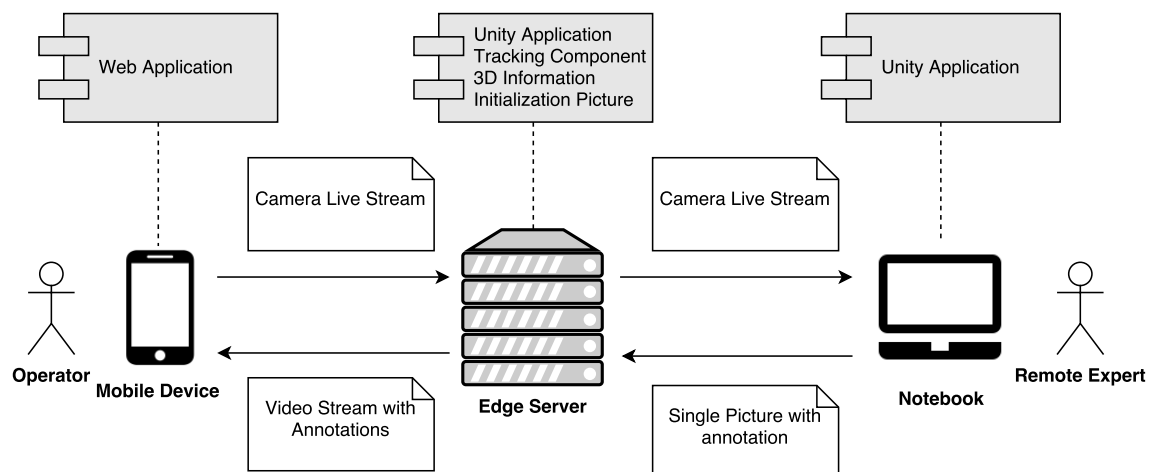 Web Application
Unity Application
Tracking Component
3D Information
Initialization Picture
Unity Application
Camera Live Stream
Camera Live Stream
Operator
Mobile Device
Edge Server
Notebook
Remote Expert
Video Stream with
Annotations
Single Picture with
annotation